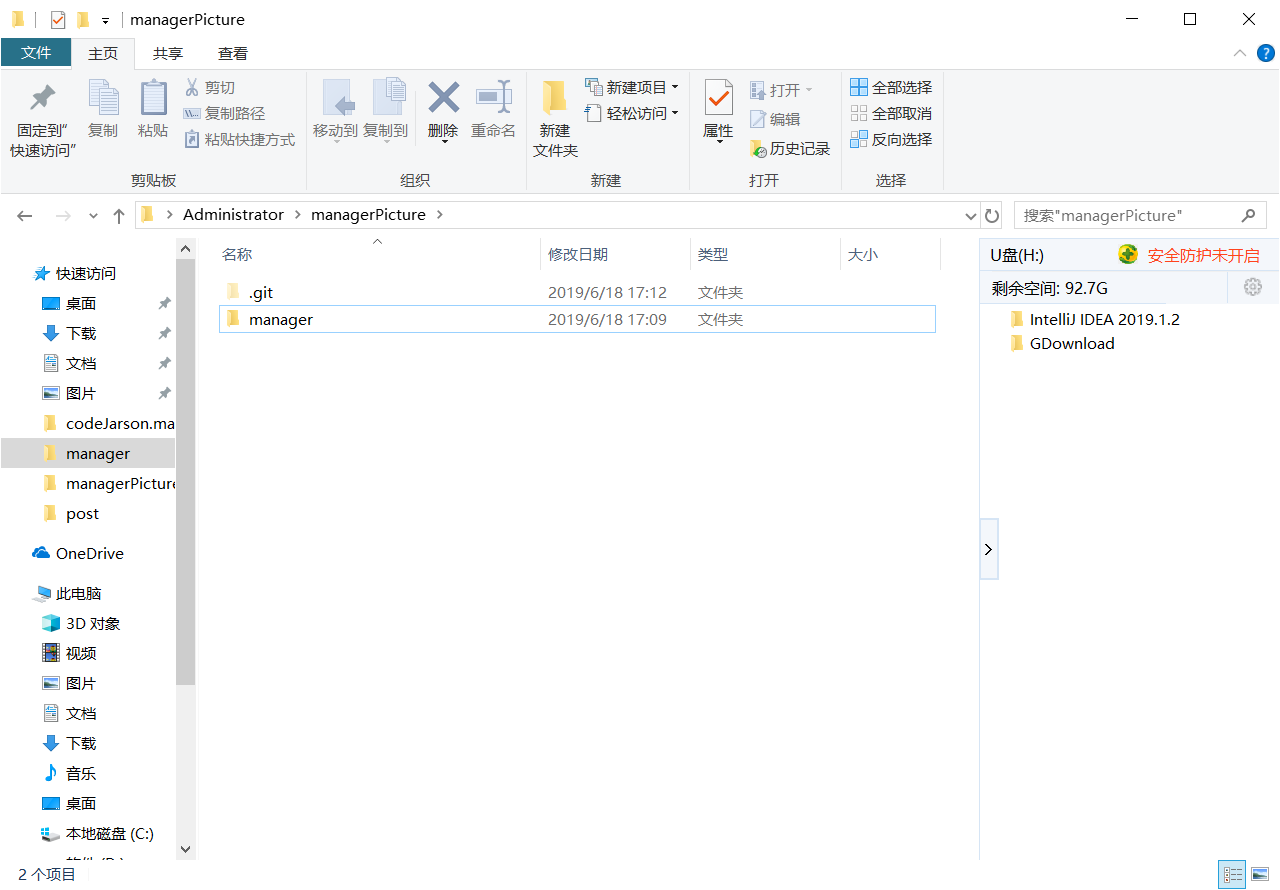 managerPicture
文件 主页 共享 查看
固定到"快速访问" 复制 粘贴 剪切 复制路径 粘贴快捷方式
剪贴板
移动到 复制到 删除 重命名
组织
新建文件夹 新建项目 轻松访问
新建
属性 打开 编辑 历史记录
打开
全部选择 全部取消 反向选择
选择
Administrator managerPicture
搜索"managerPicture"
快速访问
桌面
下载
文档
图片
codeJarson.ma
manager
managerPicture
post
OneDrive
此电脑
3D 对象
视频
图片
文档
下载
音乐
桌面
本地磁盘 (C:)
名称 修改日期 类型 大小
.git 2019/6/18 17:12 文件夹
manager 2019/6/18 17:09 文件夹
U盘(H:) 安全防护未开启
剩余空间: 92.7G
IntelliJ IDEA 2019.1.2
GDownload
2 个项目